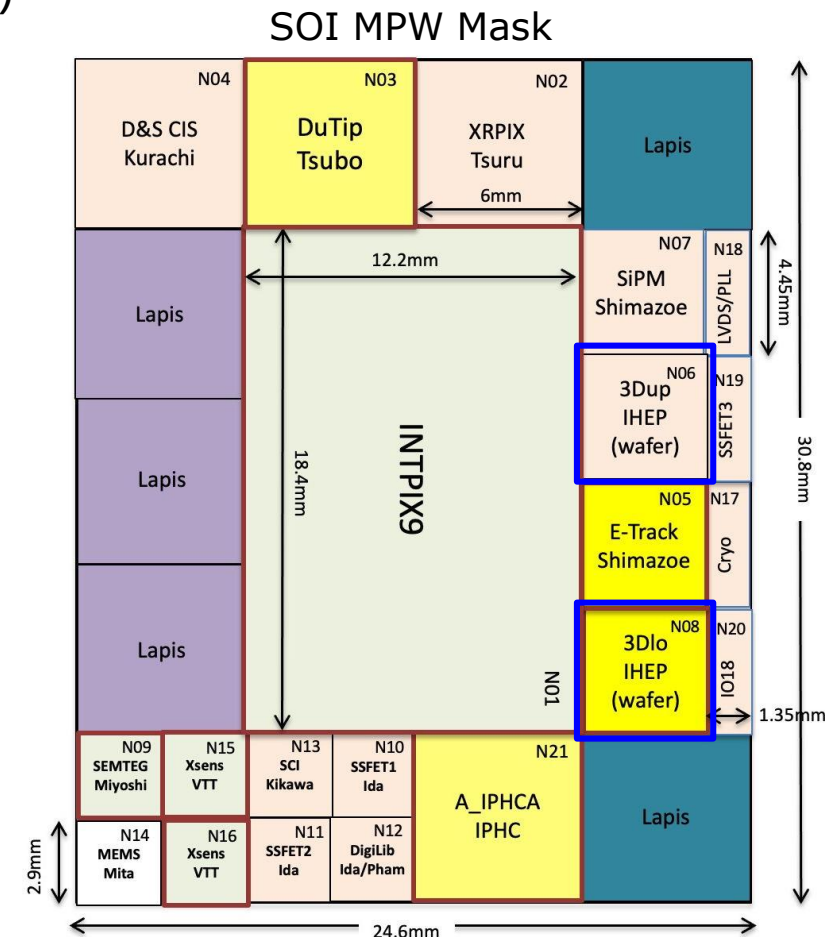 )
SOI MPW Mask
N04
D&S CIS
Kurachi
N03
DuTip
Tsubo
N02
XRPIX
Tsuru
6mm
Lapis
12.2mm
18.4mm
INTPIX9
N01
N07
SiPM
Shimazoe
N18
LVDS/PLL
4.45mm
Lapis
N06
3Dup
IHEP
(wafer)
N19
SSFET3
30.8mm
Lapis
N05
E-Track
Shimazoe
N17
Cryo
Lapis
N08
3Dlo
IHEP
(wafer)
N20
IO18
1.35mm
N09
SEMTEG
Miyoshi
N15
Xsens
VTT
N13
SCI
Kikawa
N10
SSFET1
Ida
N21
A_IPHCA
IPHC
Lapis
N14
MEMS
Mita
N16
Xsens
VTT
N11
SSFET2
Ida
N12
DigiLib
Ida/Pham
2.9mm
24.6mm